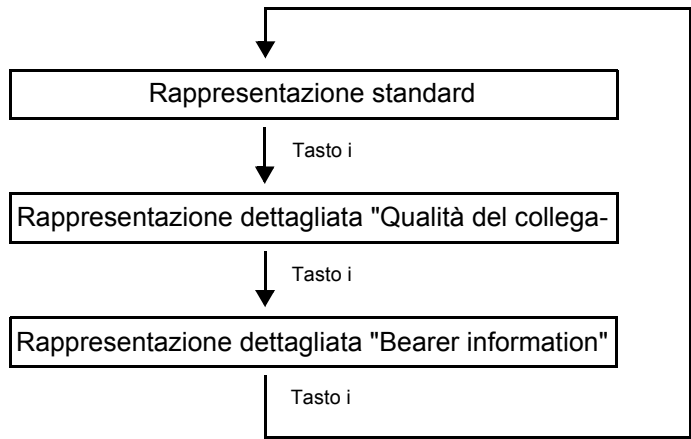 Rappresentazione standard
Tasto i
Rappresentazione dettagliata "Qualità del collega-
Tasto i
Rappresentazione dettagliata "Bearer information"
Tasto i